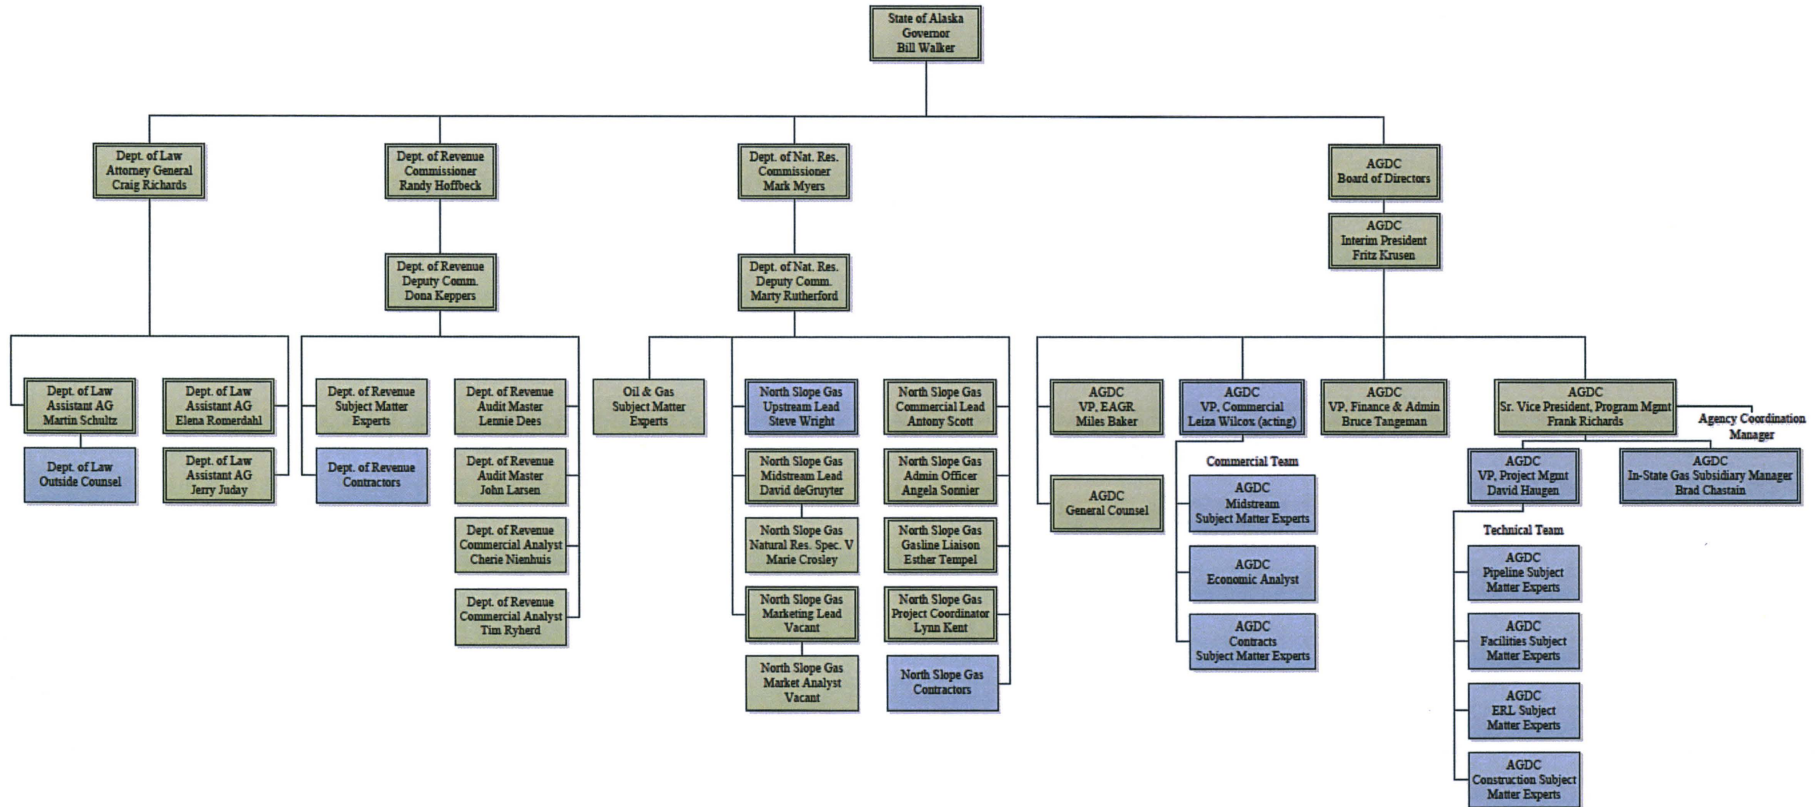 State of Alaska
Governor
Bill Walker
Dept. of Law
Attorney General
Craig Richards
Dept. of Revenue
Commissioner
Randy Hoffbeck
Dept. of Nat. Res.
Commissioner
Mark Myers
AGDC
Board of Directors
AGDC
Interim President
Fritz Krusen
Dept. of Revenue
Deputy Comm.
Dona Keppers
Dept. of Nat. Res.
Deputy Comm.
Marty Rutherford
Dept. of Law
Assistant AG
Martin Schultz
Dept. of Law
Outside Counsel
Dept. of Law
Assistant AG
Elena Romerdahl
Dept. of Law
Assistant AG
Jerry Juday
Dept. of Revenue
Subject Matter
Experts
Dept. of Revenue
Contractors
Dept. of Revenue
Audit Master
Lennie Dees
Dept. of Revenue
Audit Master
John Larsen
Dept. of Revenue
Commercial Analyst
Cherie Nienhuis
Dept. of Revenue
Commercial Analyst
Tim Ryherd
Oil & Gas
Subject Matter
Experts
North Slope Gas
Upstream Lead
Steve Wright
North Slope Gas
Midstream Lead
David deGruyter
North Slope Gas
Natural Res. Spec. V
Marie Crosley
North Slope Gas
Marketing Lead
Vacant
North Slope Gas
Market Analyst
Vacant
North Slope Gas
Commercial Lead
Antony Scott
North Slope Gas
Admin Officer
Angela Sonnier
North Slope Gas
Gasline Liaison
Esther Tempel
North Slope Gas
Project Coordinator
Lynn Kent
North Slope Gas
Contractors
AGDC
VP, EAGR.
Miles Baker
AGDC
General Counsel
AGDC
VP, Commercial
Leiza Wilcox (acting)
Commercial Team
AGDC
Midstream
Subject Matter Experts
AGDC
Economic Analyst
AGDC
Contracts
Subject Matter Experts
AGDC
VP, Finance & Admin
Bruce Tangeman
AGDC
Sr. Vice President, Program Mgmt
Frank Richards
Agency Coordination
Manager
AGDC
VP, Project Mgmt
David Haugen
AGDC
In-State Gas Subsidiary Manager
Brad Chastain
Technical Team
AGDC
Pipeline Subject
Matter Experts
AGDC
Facilities Subject
Matter Experts
AGDC
ERL Subject
Matter Experts
AGDC
Construction Subject
Matter Experts